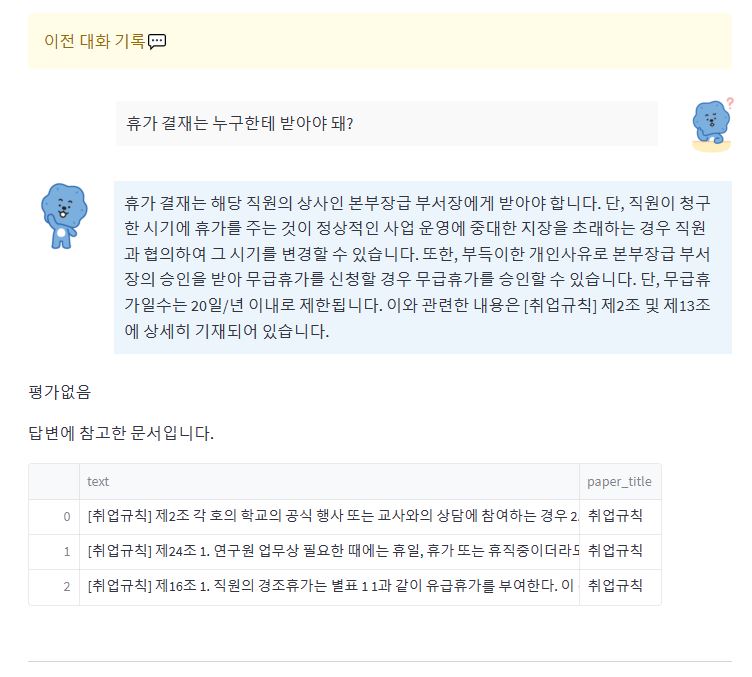 이전 대화 기록💬
휴가 결재는 누구한테 받아야 돼?
휴가 결재는 해당 직원의 상사인 본부장급 부서장에게 받아야 합니다. 단, 직원이 청구
한 시기에 휴가를 주는 것이 정상적인 사업 운영에 중대한 지장을 초래하는 경우 직원
과 협의하여 그 시기를 변경할 수 있습니다. 또한, 부득이한 개인사유로 본부장급 부서
장의 승인을 받아 무급휴가를 신청할 경우 무급휴가를 승인할 수 있습니다. 단, 무급휴
가일수는 20일/년 이내로 제한됩니다. 이와 관련한 내용은 [취업규칙] 제2조 및 제13조
에 상세히 기재되어 있습니다.
평가없음
답변에 참고한 문서입니다.
text paper_title
0 [취업규칙] 제2조 각 호의 학교의 공식 행사 또는 교사와의 상담에 참여하는 경우 2. 취업규칙
1 [취업규칙] 제24조 1. 연구원 업무상 필요한 때에는 휴일, 휴가 또는 휴직중이더라도 취업규칙
2 [취업규칙] 제16조 1. 직원의 경조휴가는 별표 1 1과 같이 유급휴가를 부여한다. 이 취업규칙